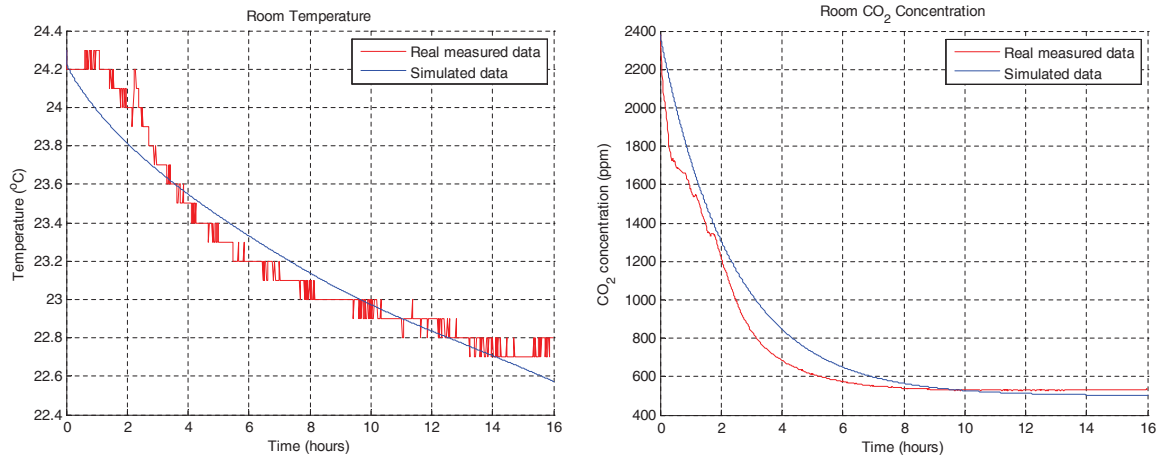 Room Temperature
24.4
24.2
24
23.8
23.6
23.4
23.2
23
22.8
22.6
22.4
0 2 4 6 8 10 12 14 16
Temperature (°C)
Time (hours)
Real measured data
Simulated data
Room CO₂ Concentration
2400
2200
2000
1800
1600
1400
1200
1000
800
600
400
0 2 4 6 8 10 12 14 16
CO₂ concentration (ppm)
Time (hours)
Real measured data
Simulated data